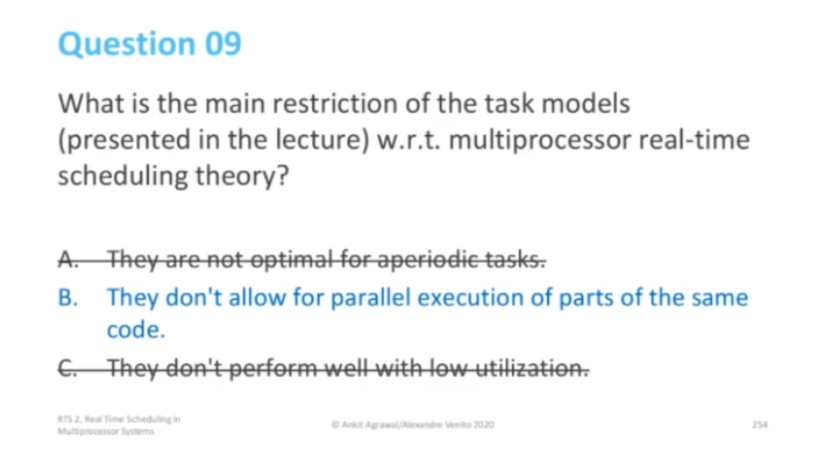 Question 09
What is the main restriction of the task models
(presented in the lecture) w.r.t. multiprocessor real-time
scheduling theory?
A. They are not optimal for aperiodic tasks.
B. They don't allow for parallel execution of parts of the same
code.
C. They don't perform well with low utilization.
RTS 2, Real Time Scheduling in
Multiprocessor Systems
© Ankit Agrawal/Alexandre Venito 2020
254